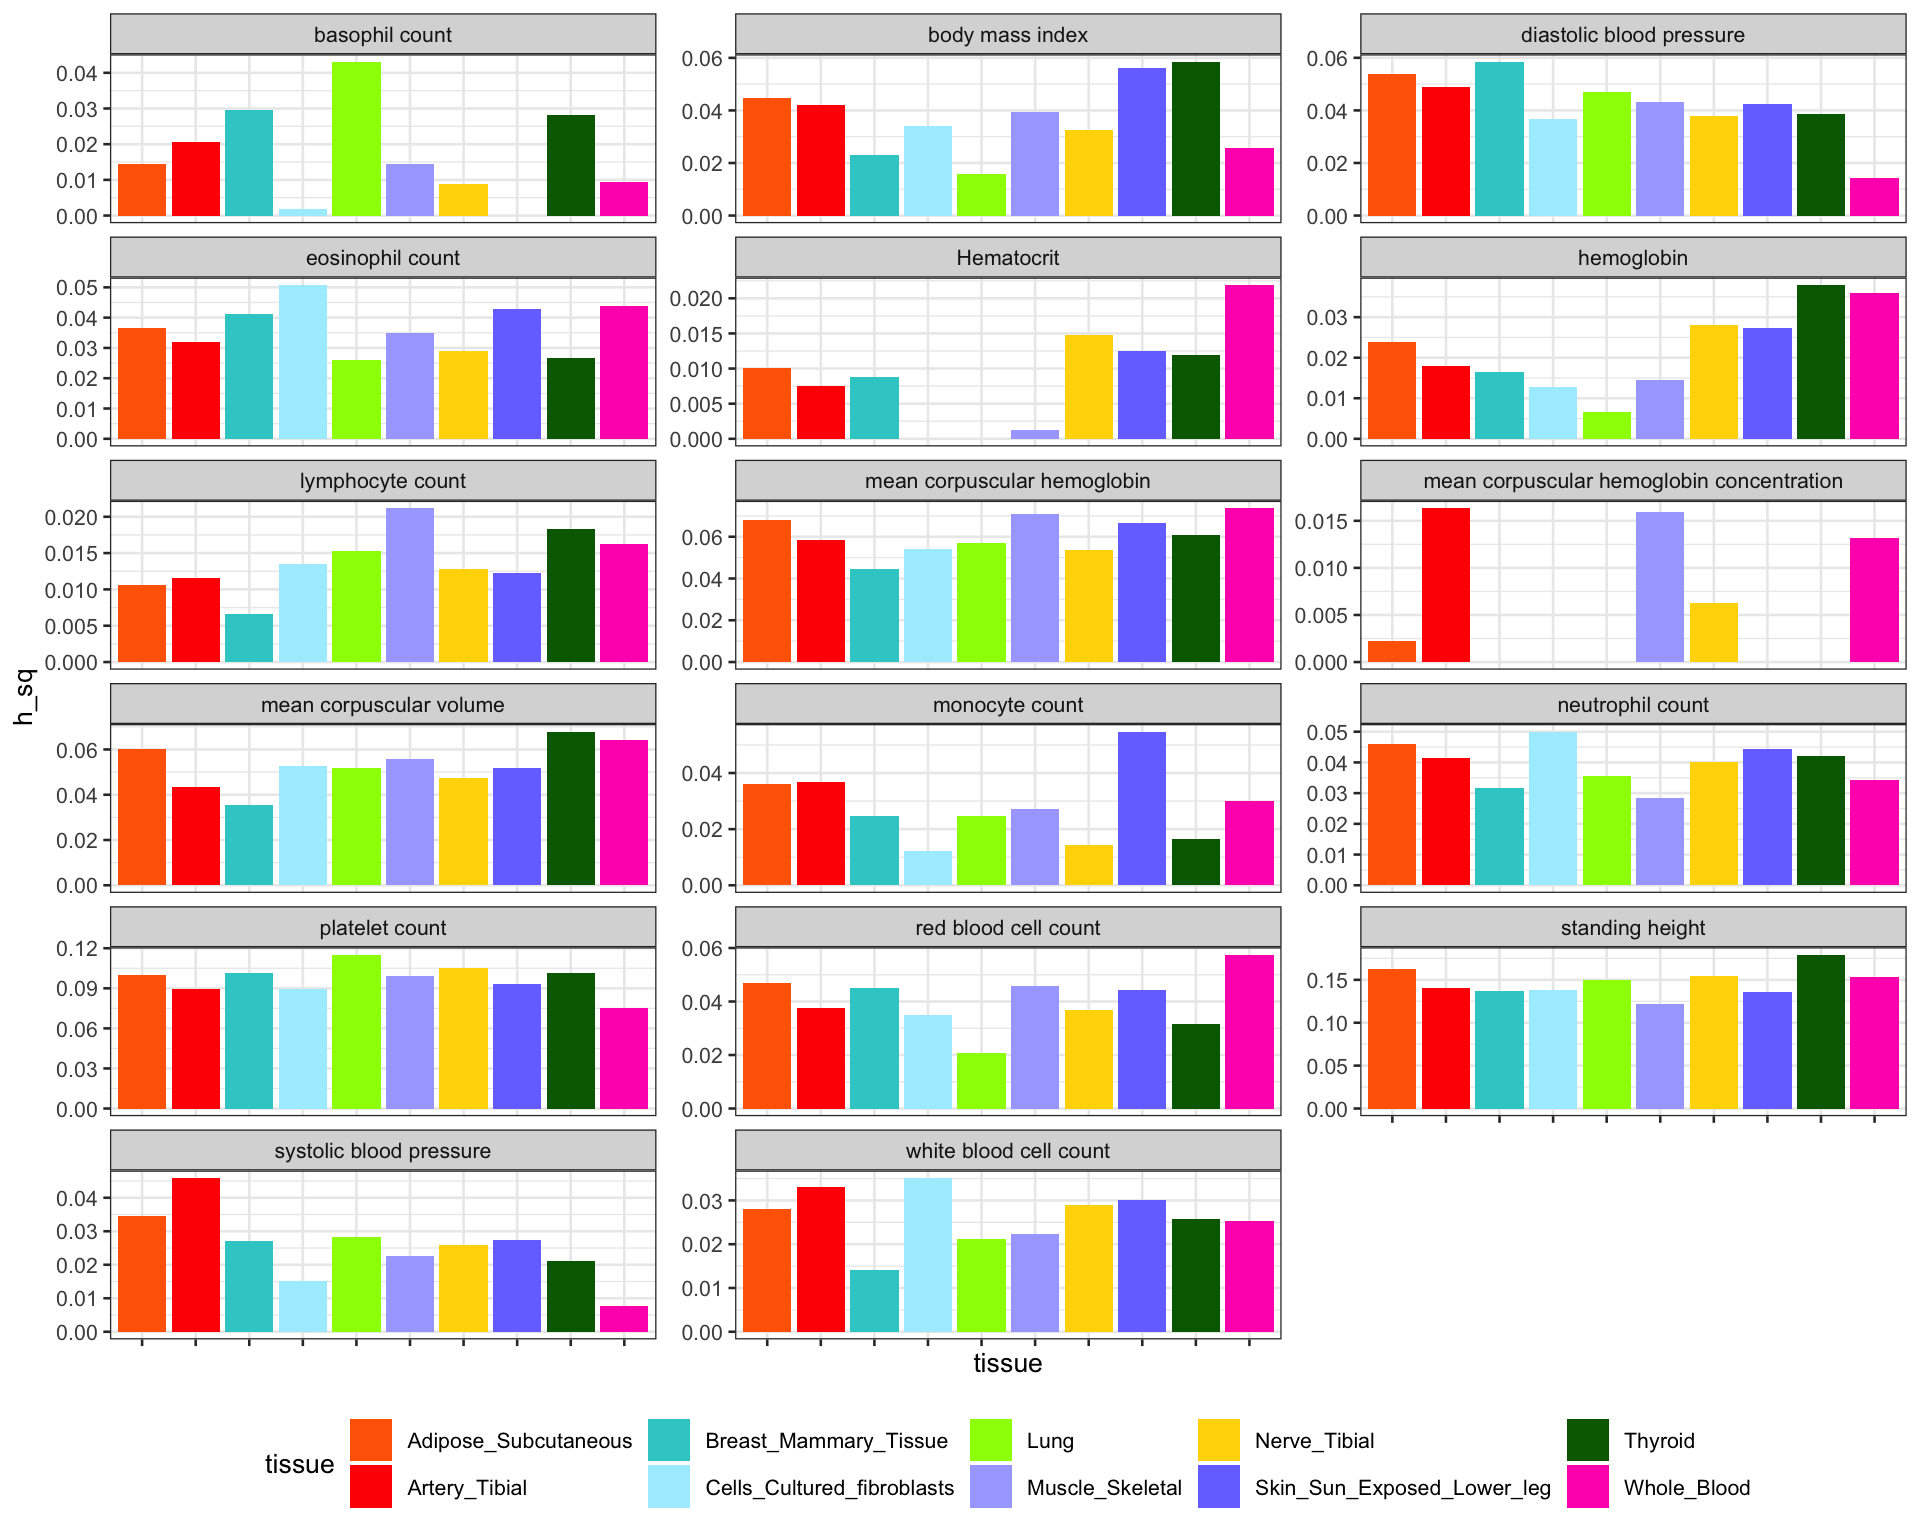 basophil count
body mass index
diastolic blood pressure
0.04
0.03
0.02
0.01
0.00
0.06
0.04
0.02
0.00
0.06
0.04
0.02
0.00
eosinophil count
Hematocrit
hemoglobin
0.05
0.04
0.03
0.02
0.01
0.00
0.020
0.015
0.010
0.005
0.000
0.03
0.02
0.01
0.00
lymphocyte count
mean corpuscular hemoglobin
mean corpuscular hemoglobin concentration
0.020
0.015
0.010
0.005
0.000
0.06
0.04
0.02
0.00
0.015
0.010
0.005
0.000
h_sq
mean corpuscular volume
monocyte count
neutrophil count
0.06
0.04
0.02
0.00
0.04
0.02
0.00
0.05
0.04
0.03
0.02
0.01
0.00
platelet count
red blood cell count
standing height
0.12
0.09
0.06
0.03
0.00
0.06
0.04
0.02
0.00
0.15
0.10
0.05
0.00
systolic blood pressure
white blood cell count
0.04
0.03
0.02
0.01
0.00
0.03
0.02
0.01
0.00
tissue
tissue
Adipose_Subcutaneous
Breast_Mammary_Tissue
Lung
Nerve_Tibial
Thyroid
Artery_Tibial
Cells_Cultured_fibroblasts
Muscle_Skeletal
Skin_Sun_Exposed_Lower_leg
Whole_Blood